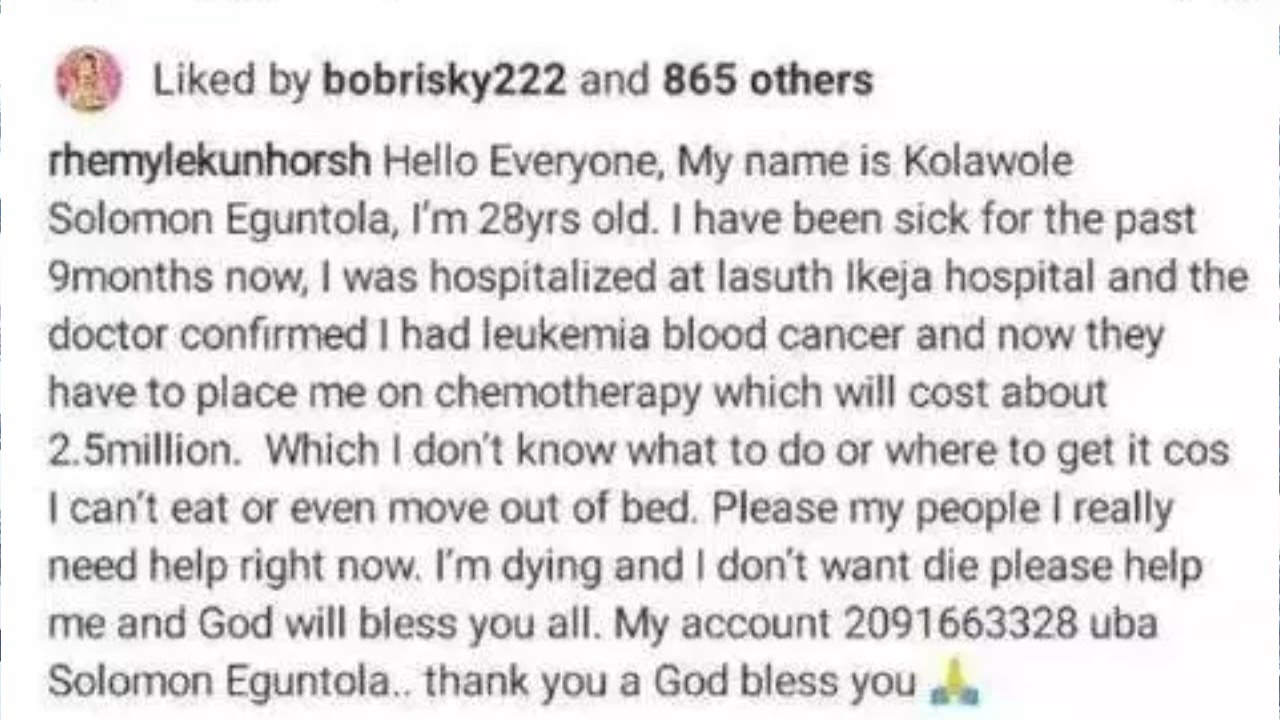 Liked by bobrisky222 and 865 others
rhemylekunhorsh Hello Everyone, My name is Kolawole
Solomon Eguntola, I'm 28yrs old. I have been sick for the past
9months now, I was hospitalized at lasuth Ikeja hospital and the
doctor confirmed I had leukemia blood cancer and now they
have to place me on chemotherapy which will cost about
2.5million. Which I don't know what to do or where to get it cos
I can't eat or even move out of bed. Please my people I really
need help right now. I'm dying and I don't want die please help
me and God will bless you all. My account 2091663328 uba
Solomon Eguntola.. thank you a God bless you 🙏